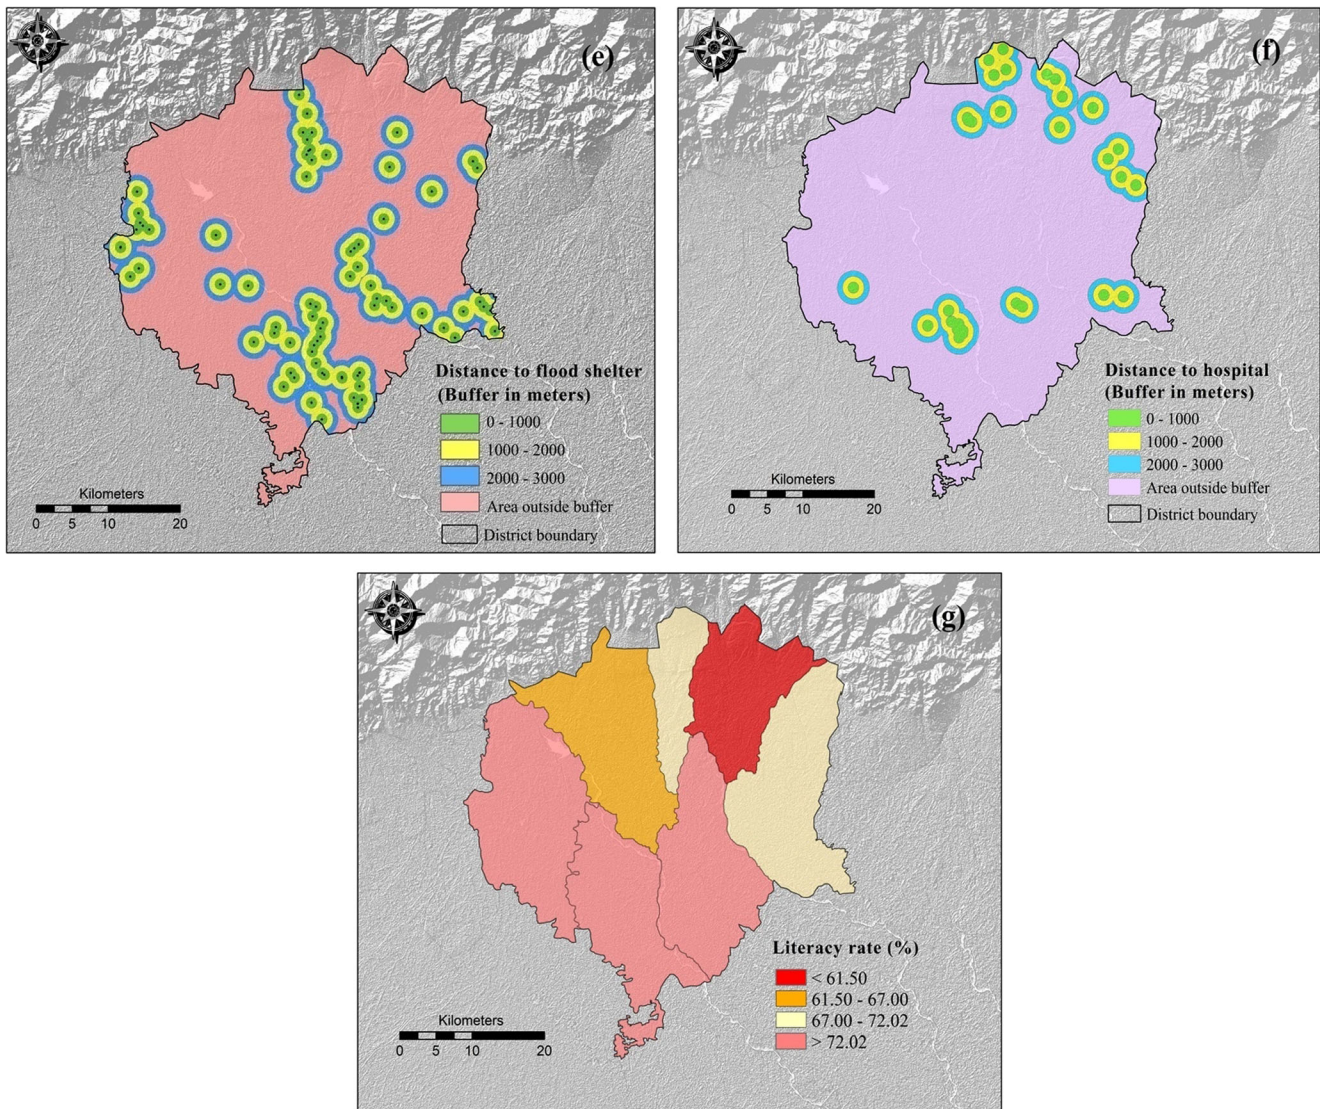 (e)
Distance to flood shelter
(Buffer in meters)
0 - 1000
1000 - 2000
2000 - 3000
Area outside buffer
District boundary
Kilometers
0 5 10 20
(f)
Distance to hospital
(Buffer in meters)
0 - 1000
1000 - 2000
2000 - 3000
Area outside buffer
District boundary
Kilometers
0 5 10 20
(g)
Literacy rate (%)
< 61.50
61.50 - 67.00
67.00 - 72.02
> 72.02
Kilometers
0 5 10 20